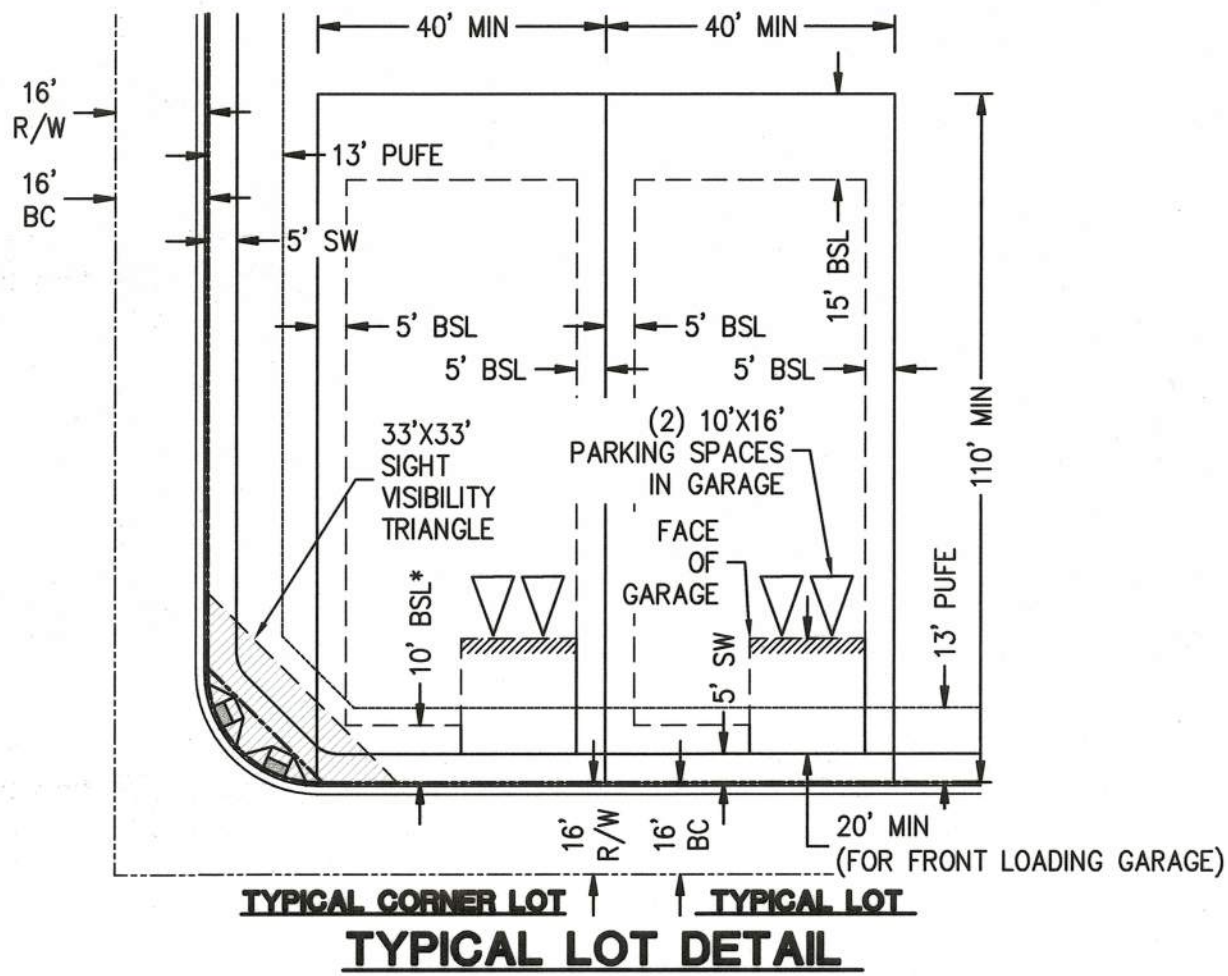 40' MIN
40' MIN
16'
R/W
13' PUFE
16'
BC
5' SW
15' BSL
5' BSL
5' BSL
5' BSL
5' BSL
110' MIN
33'X33'
SIGHT
VISIBILITY
TRIANGLE
(2) 10'X16'
PARKING SPACES
IN GARAGE
FACE
OF
GARAGE
10' BSL*
5' SW
13' PUFE
16'
R/W
16'
BC
20' MIN
(FOR FRONT LOADING GARAGE)
TYPICAL CORNER LOT
TYPICAL LOT
TYPICAL LOT DETAIL